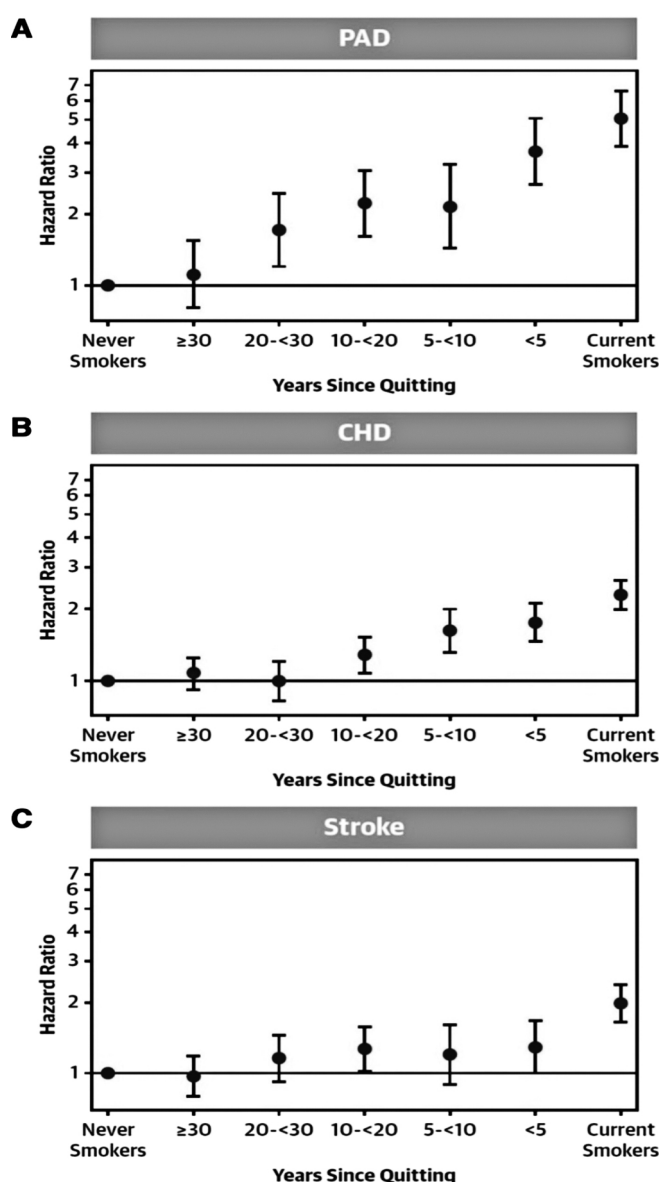 A
PAD
7
6
5
4
3
2
1
Hazard Ratio
Never Smokers
≥30
20-<30
10-<20
5-<10
<5
Current Smokers
Years Since Quitting
B
CHD
7
6
5
4
3
2
1
Hazard Ratio
Never Smokers
≥30
20-<30
10-<20
5-<10
<5
Current Smokers
Years Since Quitting
C
Stroke
7
6
5
4
3
2
1
Hazard Ratio
Never Smokers
≥30
20-<30
10-<20
5-<10
<5
Current Smokers
Years Since Quitting